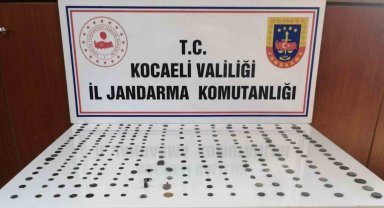 T.C.
KOCAELİ VALİLİĞİ
İL JANDARMA KOMUTANLIĞI